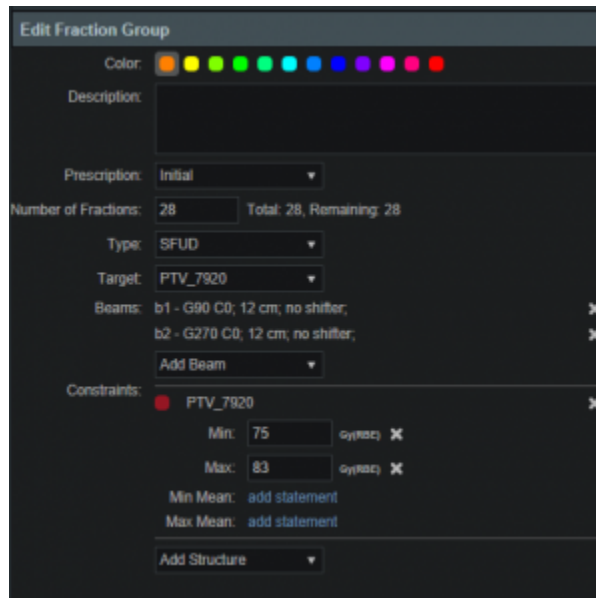 Edit Fraction Group
Color:
Description:
Prescription: Initial
Number of Fractions: 28 Total: 28, Remaining: 28
Type: SFUD
Target: PTV_7920
Beams: b1 - G90 C0; 12 cm; no shifter;
b2 - G270 C0; 12 cm; no shifter;
Add Beam
Constraints:
PTV_7920
Min: 75 Gy(RBE)
Max: 83 Gy(RBE)
Min Mean: add statement
Max Mean: add statement
Add Structure